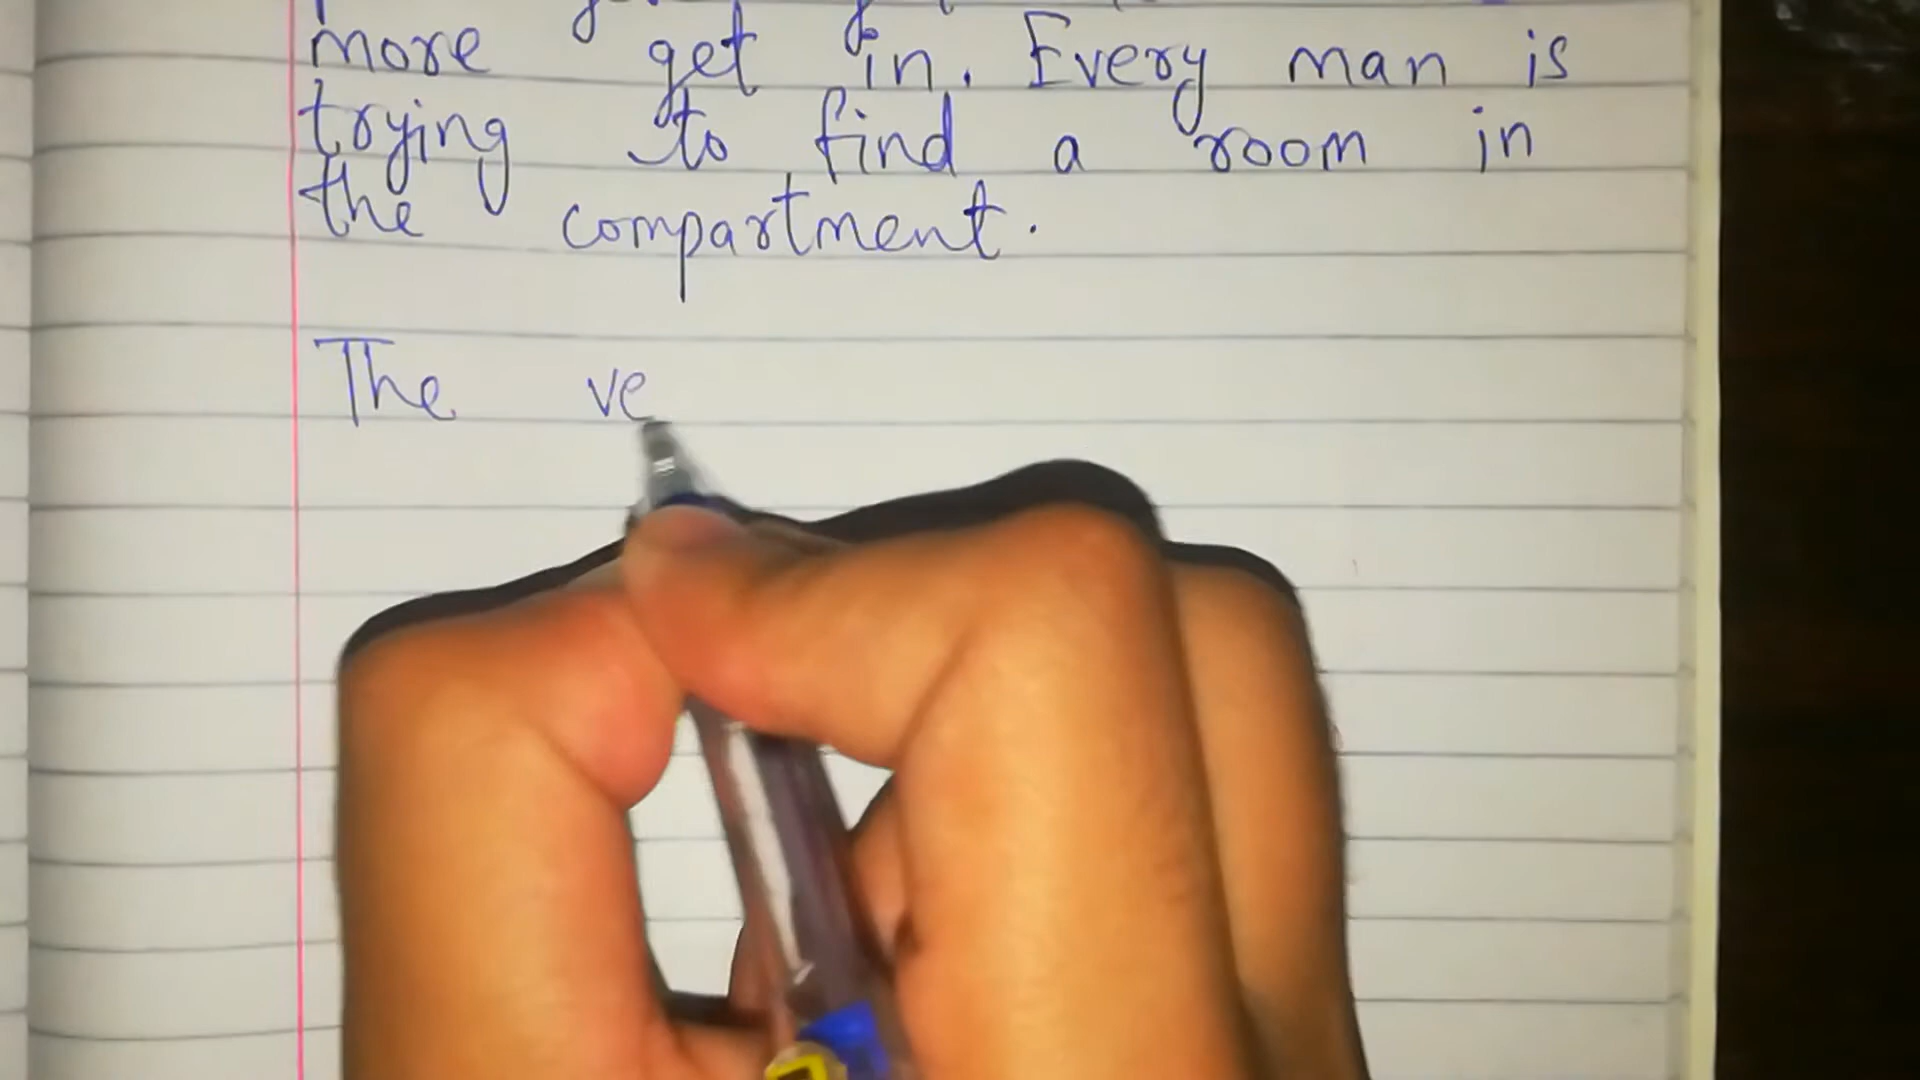 more get in. Every man is
trying to find a room in
the compartment.
The ve